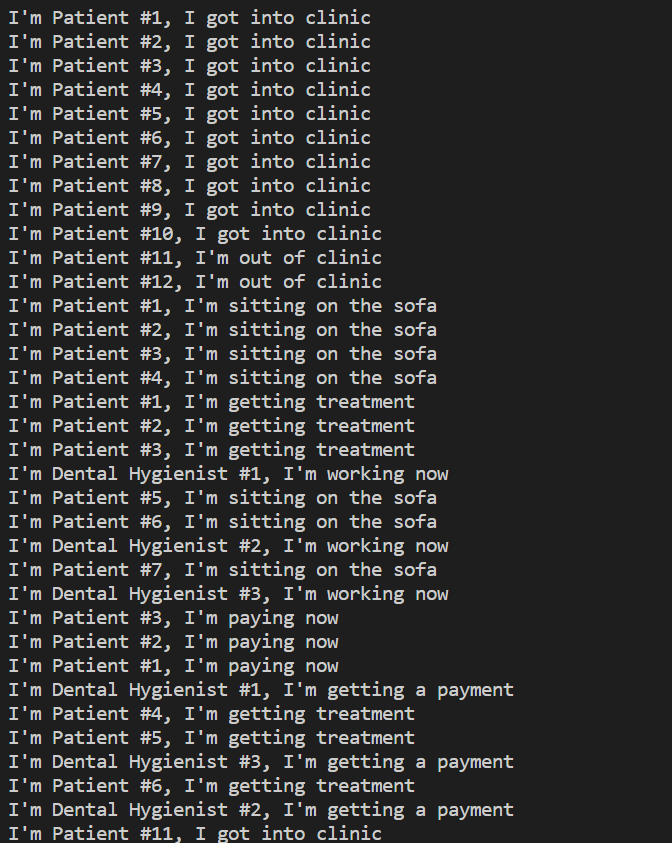 I'm Patient #1, I got into clinic
I'm Patient #2, I got into clinic
I'm Patient #3, I got into clinic
I'm Patient #4, I got into clinic
I'm Patient #5, I got into clinic
I'm Patient #6, I got into clinic
I'm Patient #7, I got into clinic
I'm Patient #8, I got into clinic
I'm Patient #9, I got into clinic
I'm Patient #10, I got into clinic
I'm Patient #11, I'm out of clinic
I'm Patient #12, I'm out of clinic
I'm Patient #1, I'm sitting on the sofa
I'm Patient #2, I'm sitting on the sofa
I'm Patient #3, I'm sitting on the sofa
I'm Patient #4, I'm sitting on the sofa
I'm Patient #1, I'm getting treatment
I'm Patient #2, I'm getting treatment
I'm Patient #3, I'm getting treatment
I'm Dental Hygienist #1, I'm working now
I'm Patient #5, I'm sitting on the sofa
I'm Patient #6, I'm sitting on the sofa
I'm Dental Hygienist #2, I'm working now
I'm Patient #7, I'm sitting on the sofa
I'm Dental Hygienist #3, I'm working now
I'm Patient #3, I'm paying now
I'm Patient #2, I'm paying now
I'm Patient #1, I'm paying now
I'm Dental Hygienist #1, I'm getting a payment
I'm Patient #4, I'm getting treatment
I'm Patient #5, I'm getting treatment
I'm Dental Hygienist #3, I'm getting a payment
I'm Patient #6, I'm getting treatment
I'm Dental Hygienist #2, I'm getting a payment
I'm Patient #11, I got into clinic